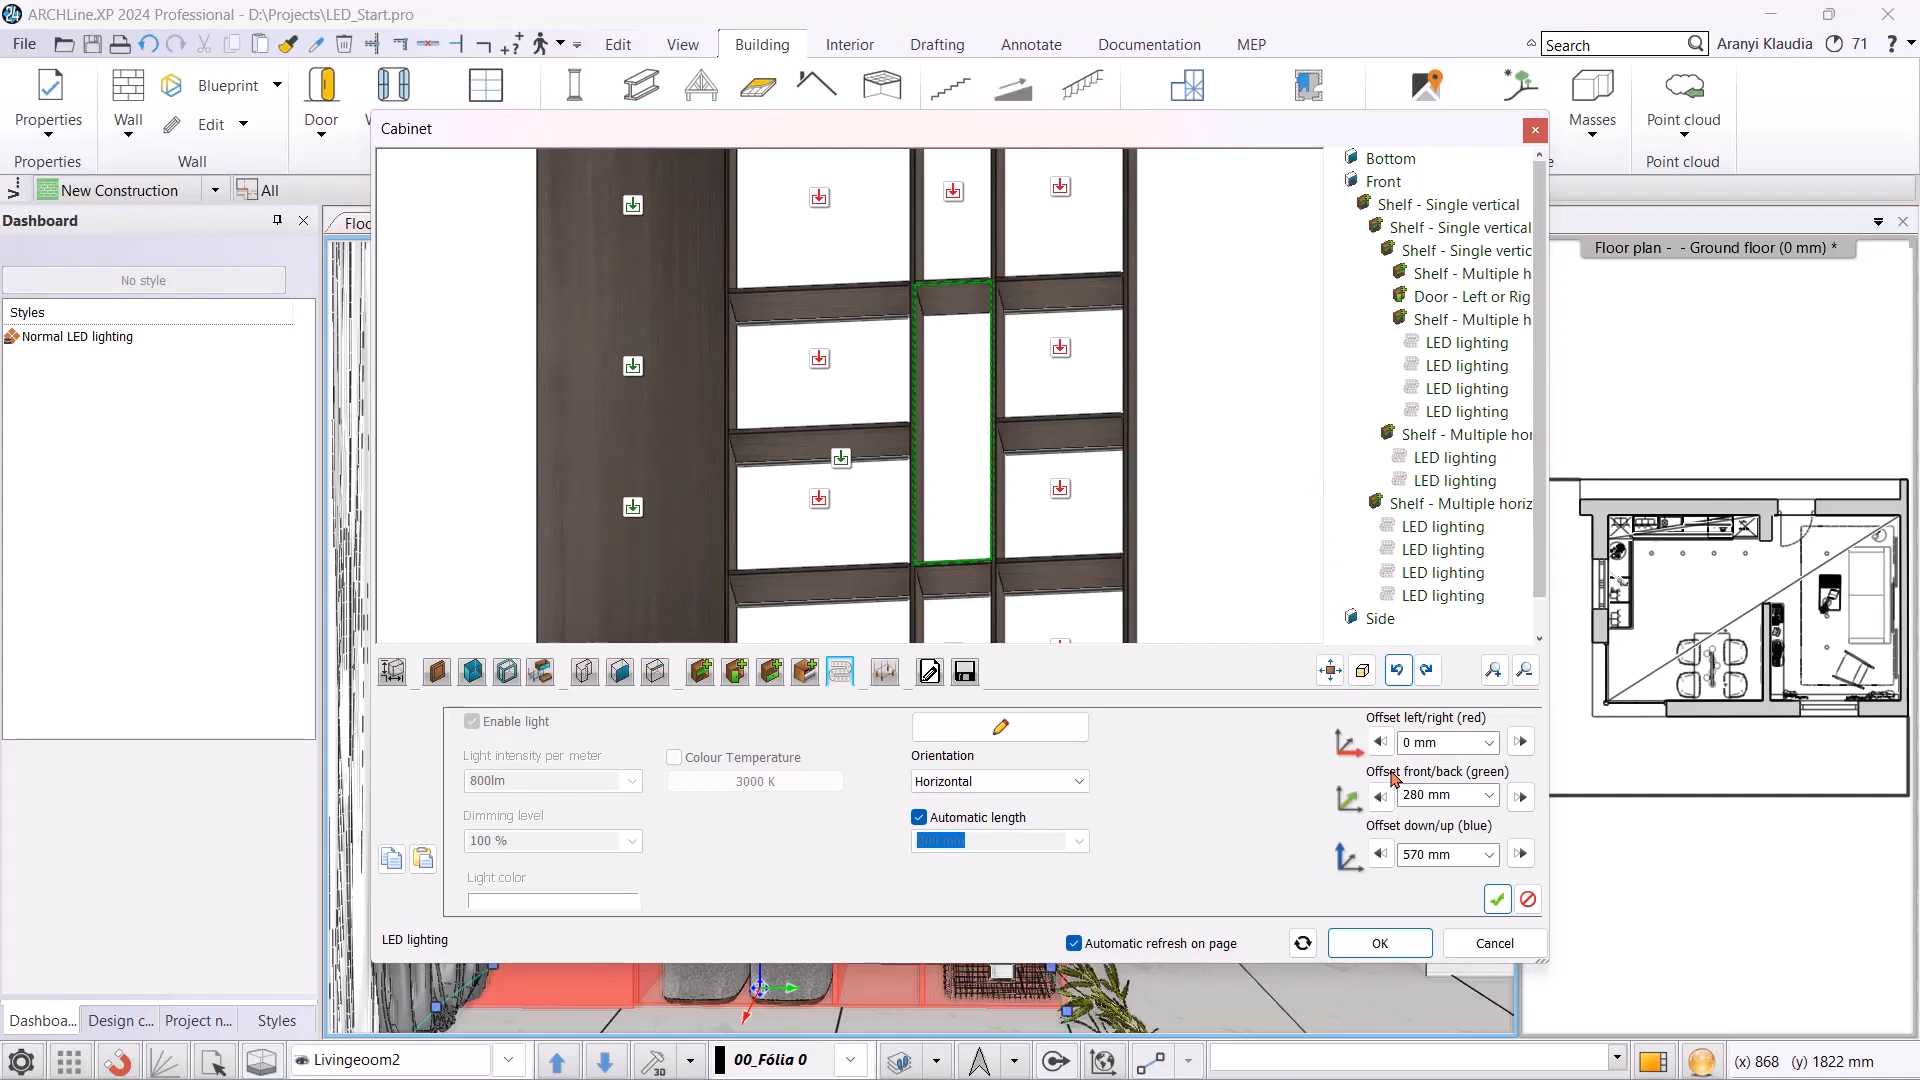 ARCHLine.XP 2024 Professional - D:\Projects\LED_Start.pro
File
Edit
View
Building
Interior
Drafting
Annotate
Documentation
MEP
Search
Aranyi Klaudia
71
?
Properties
Wall
Blueprint
Edit
Door
Masses
Point cloud
Properties
Wall
Point cloud
New Construction
All
Dashboard
No style
Styles
Normal LED lighting
Floo
Cabinet
Bottom
Front
Shelf - Single vertical
Shelf - Single vertical
Shelf - Single vertic
Shelf - Multiple h
Door - Left or Rig
Shelf - Multiple h
LED lighting
LED lighting
LED lighting
LED lighting
Shelf - Multiple hor
LED lighting
LED lighting
Shelf - Multiple horiz
LED lighting
LED lighting
LED lighting
LED lighting
Side
Floor plan - - Ground floor (0 mm) *
Enable light
Light intensity per meter
800lm
Dimming level
100 %
Light color
Colour Temperature
3000 K
Orientation
Horizontal
Automatic length
Offset left/right (red)
0 mm
Offset front/back (green)
280 mm
Offset down/up (blue)
570 mm
LED lighting
Automatic refresh on page
OK
Cancel
Dashboa...
Design c...
Project n...
Styles
Livingeoom2
3D
00_Fólia 0
(x) 868 (y) 1822 mm